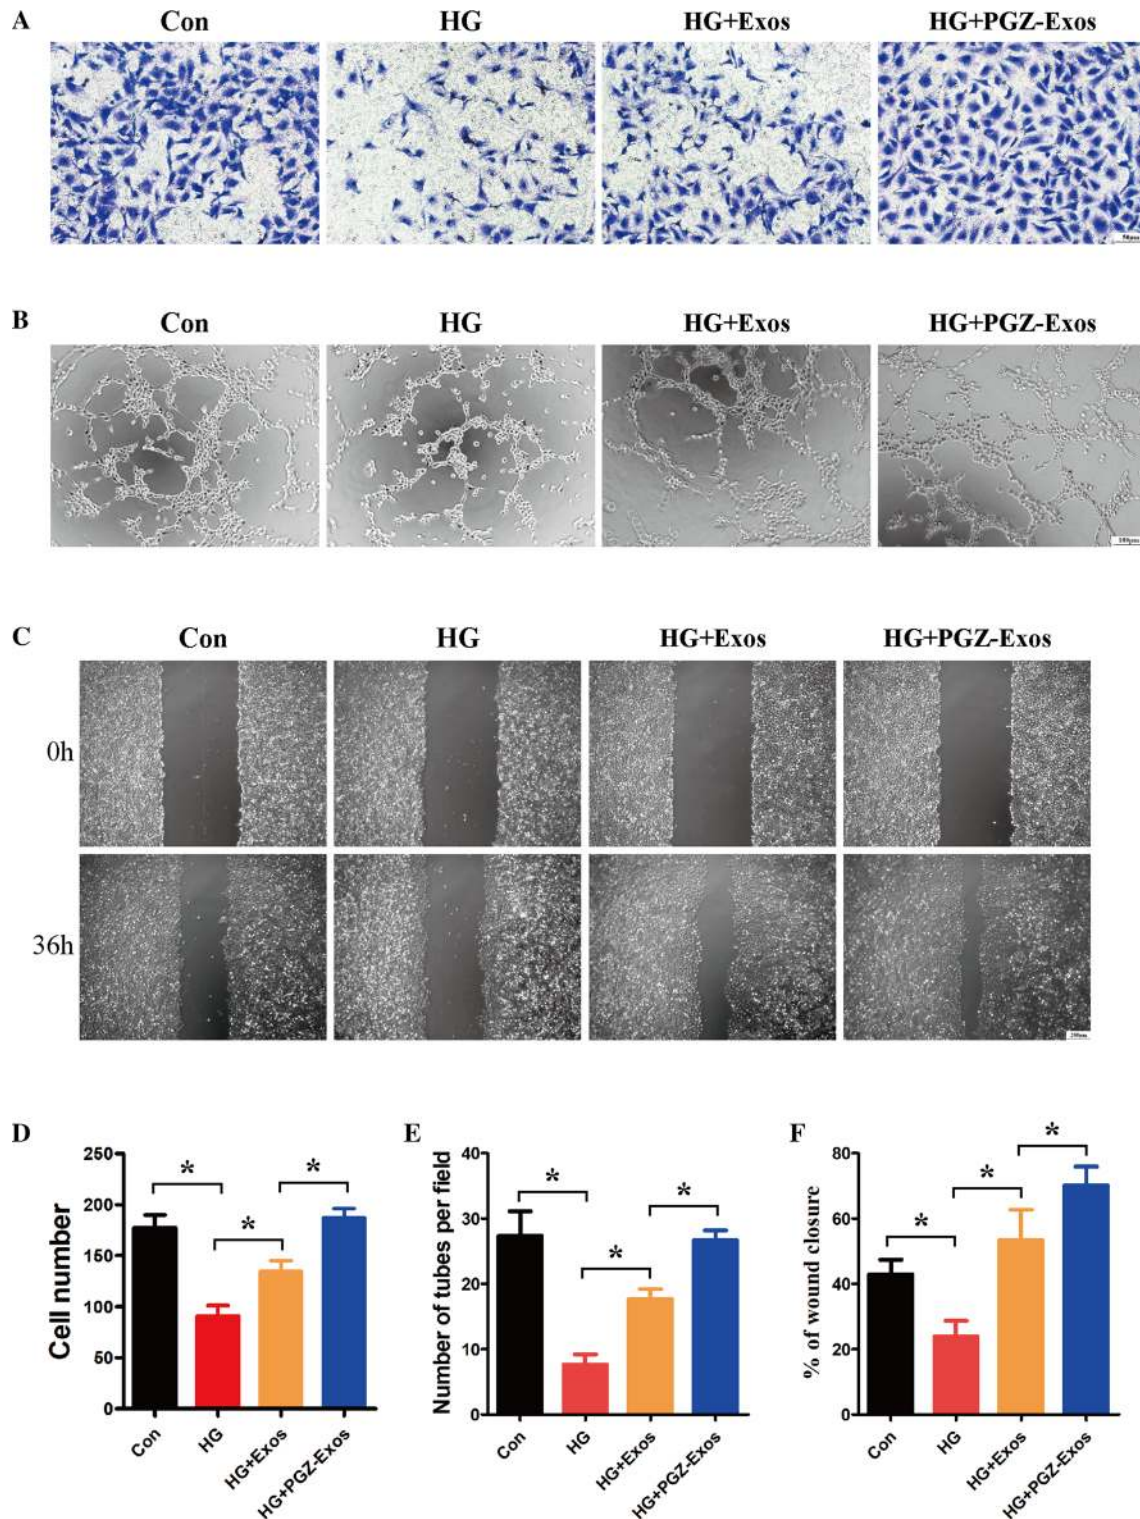 A Con HG HG+Exos HG+PGZ-Exos
50μm
B Con HG HG+Exos HG+PGZ-Exos
100μm
C Con HG HG+Exos HG+PGZ-Exos
0h
36h
D
250
200
150
100
50
0
Cell number
* * *
Con HG HG+Exos HG+PGZ-Exos
E
40
30
20
10
0
Number of tubes per field
* * *
Con HG HG+Exos HG+PGZ-Exos
F
80
60
40
20
0
% of wound closure
* * *
Con HG HG+Exos HG+PGZ-Exos